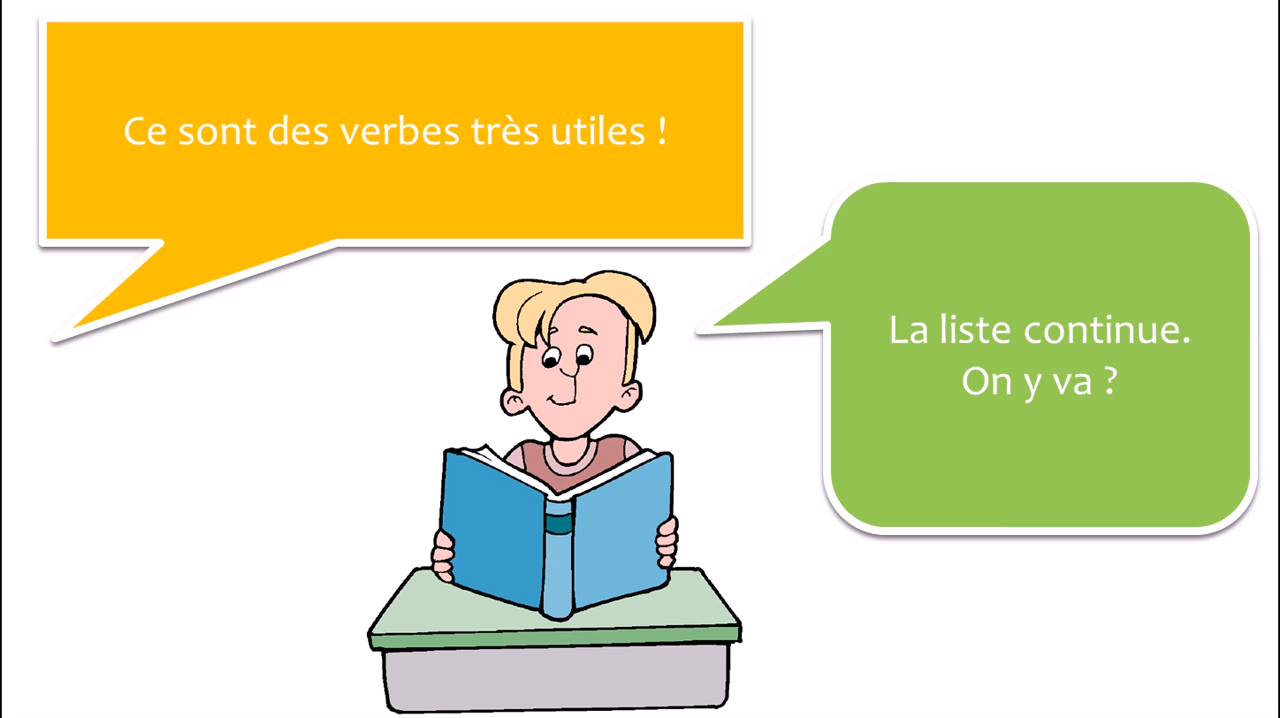 Ce sont des verbes très utiles !
La liste continue.
On y va ?